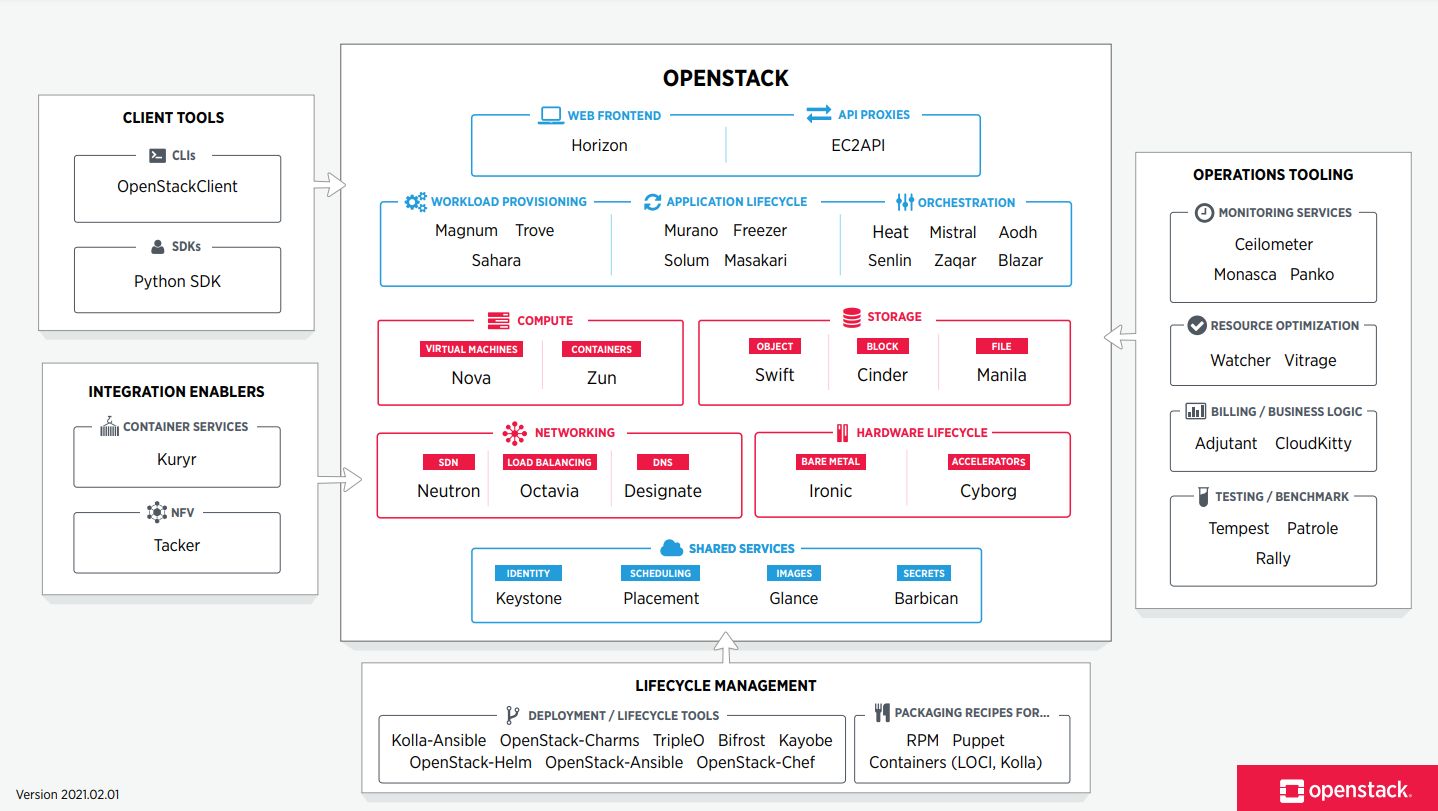 OPENSTACK
WEB FRONTEND
Horizon
API PROXIES
EC2API
WORKLOAD PROVISIONING
Magnum Trove
Sahara
APPLICATION LIFECYCLE
Murano Freezer
Solum Masakari
ORCHESTRATION
Heat Mistral Aodh
Senlin Zaqar Blazar
COMPUTE
VIRTUAL MACHINES
Nova
CONTAINERS
Zun
STORAGE
OBJECT
Swift
BLOCK
Cinder
FILE
Manila
NETWORKING
SDN
Neutron
LOAD BALANCING
Octavia
DNS
Designate
HARDWARE LIFECYCLE
BARE METAL
Ironic
ACCELERATORS
Cyborg
SHARED SERVICES
IDENTITY
Keystone
SCHEDULING
Placement
IMAGES
Glance
SECRETS
Barbican
CLIENT TOOLS
CLIs
OpenStackClient
SDKs
Python SDK
INTEGRATION ENABLERS
CONTAINER SERVICES
Kuryr
NFV
Tacker
OPERATIONS TOOLING
MONITORING SERVICES
Ceilometer
Monasca Panko
RESOURCE OPTIMIZATION
Watcher Vitrage
BILLING / BUSINESS LOGIC
Adjutant CloudKitty
TESTING / BENCHMARK
Tempest Patrole
Rally
LIFECYCLE MANAGEMENT
DEPLOYMENT / LIFECYCLE TOOLS
Kolla-Ansible OpenStack-Charms TripleO Bifrost Kayobe
OpenStack-Helm OpenStack-Ansible OpenStack-Chef
PACKAGING RECIPES FOR...
RPM Puppet
Containers (LOCI, Kolla)
Version 2021.02.01
openstack.